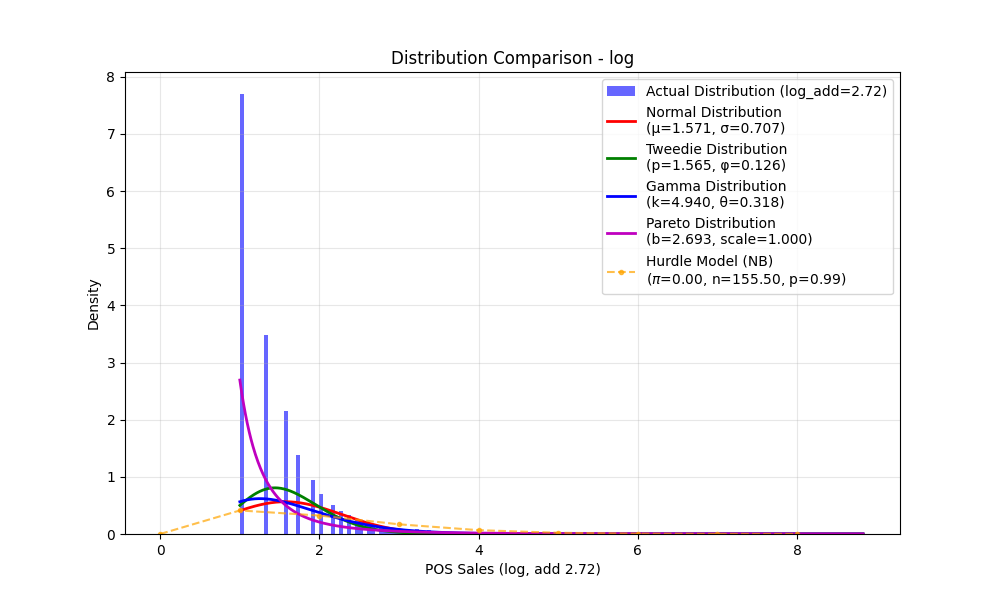 Distribution Comparison - log
Density
8
7
6
5
4
3
2
1
0
0 2 4 6 8
POS Sales (log, add 2.72)
Actual Distribution (log_add=2.72)
Normal Distribution
(μ=1.571, σ=0.707)
Tweedie Distribution
(p=1.565, φ=0.126)
Gamma Distribution
(k=4.940, θ=0.318)
Pareto Distribution
(b=2.693, scale=1.000)
Hurdle Model (NB)
(π=0.00, n=155.50, p=0.99)